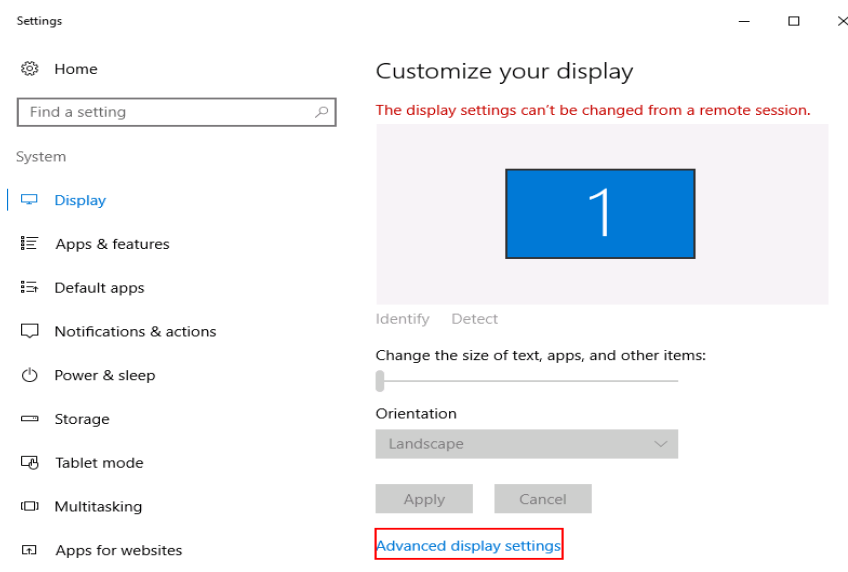 Settings
Home
Find a setting
System
Display
Apps & features
Default apps
Notifications & actions
Power & sleep
Storage
Tablet mode
Multitasking
Apps for websites
Customize your display
The display settings can't be changed from a remote session.
1
Identify Detect
Change the size of text, apps, and other items:
Orientation
Landscape
Apply Cancel
Advanced display settings